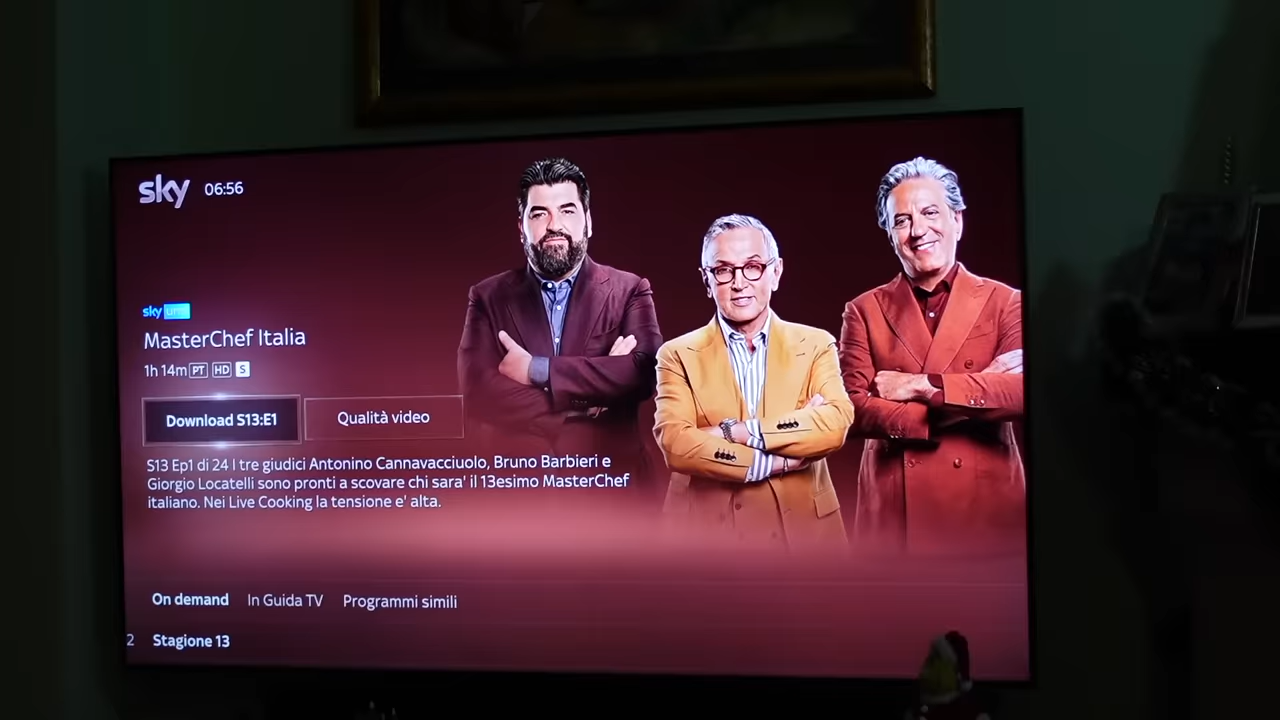 sky 06:56
sky uno
MasterChef Italia
1h 14m PT HD S
Download S13:E1 Qualità video
S13 Ep1 di 24 I tre giudici Antonino Cannavacciuolo, Bruno Barbieri e
Giorgio Locatelli sono pronti a scovare chi sara' il 13esimo MasterChef
italiano. Nei Live Cooking la tensione e' alta.
On demand In Guida TV Programmi simili
2 Stagione 13